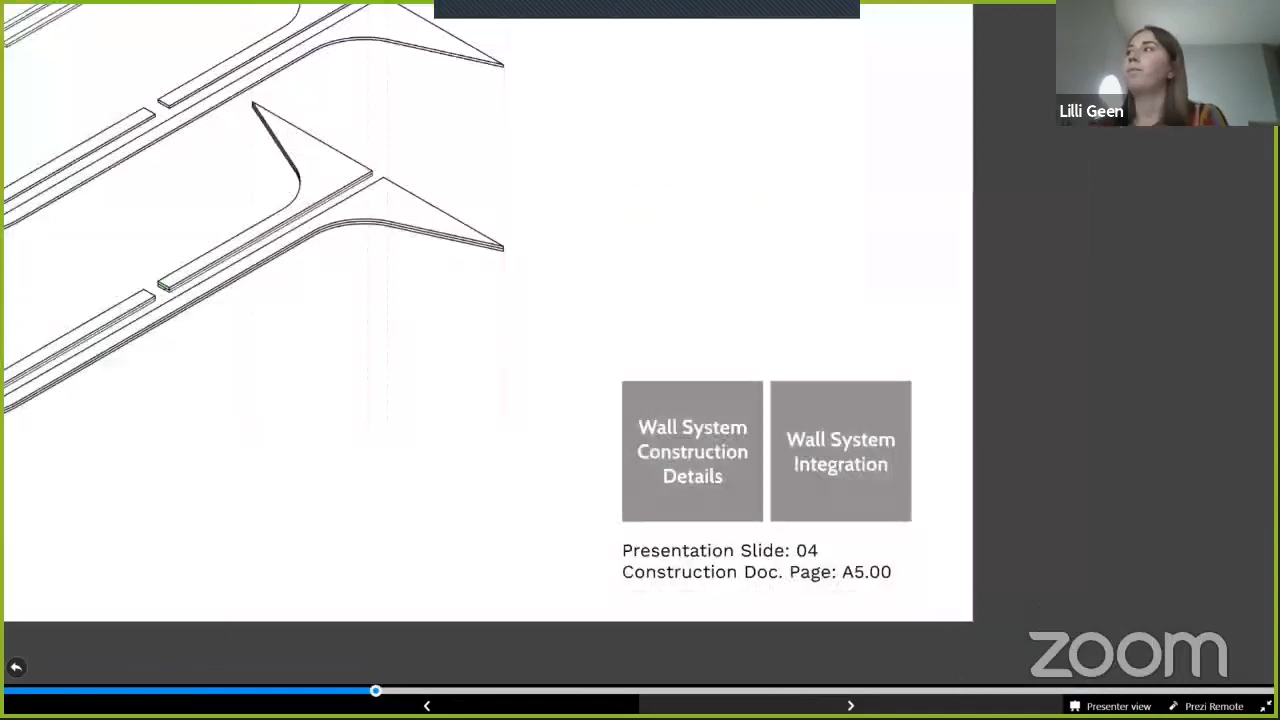 Lilli Geen
Wall System
Construction
Details
Wall System
Integration
Presentation Slide: 04
Construction Doc. Page: A5.00
zoom
Presenter view
Prezi Remote